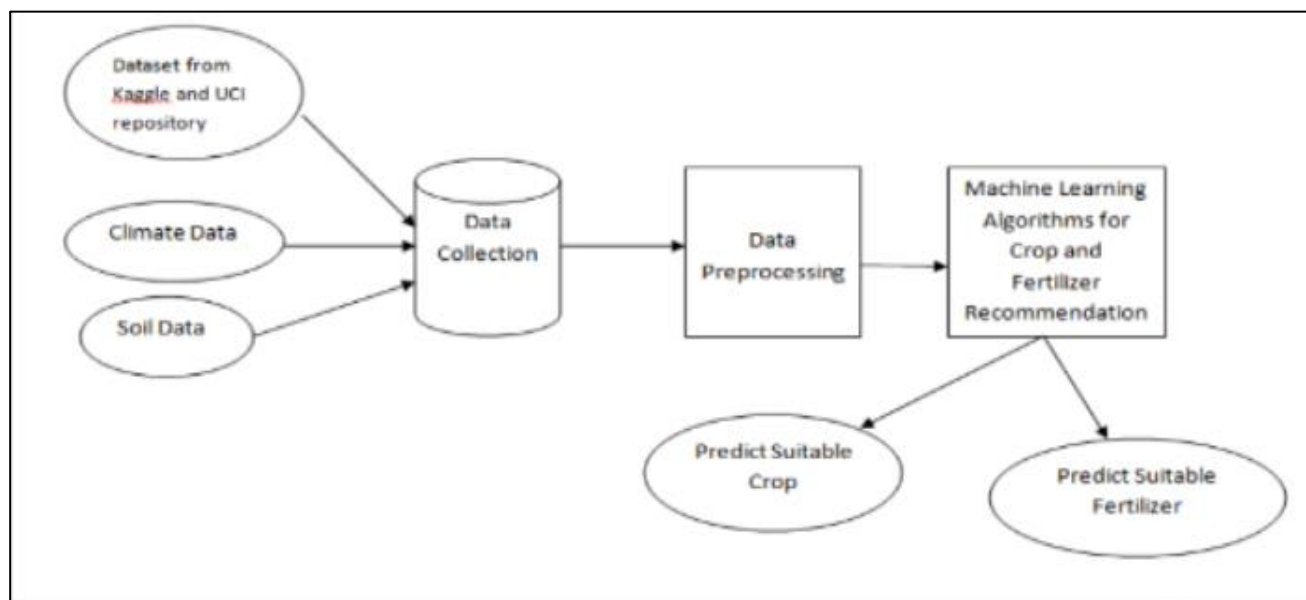 Dataset from
Kaggle and UCI
repository
Climate Data
Soil Data
Data
Collection
Data
Preprocessing
Machine Learning
Algorithms for
Crop and
Fertilizer
Recommendation
Predict Suitable
Crop
Predict Suitable
Fertilizer